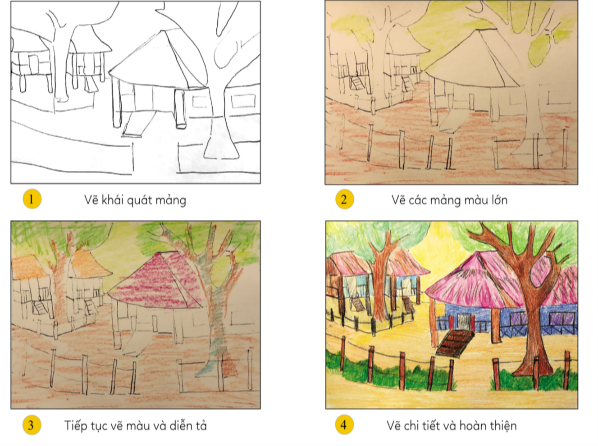 1 Vẽ khái quát mảng
2 Vẽ các mảng màu lớn
3 Tiếp tục vẽ màu và diễn tả
4 Vẽ chi tiết và hoàn thiện